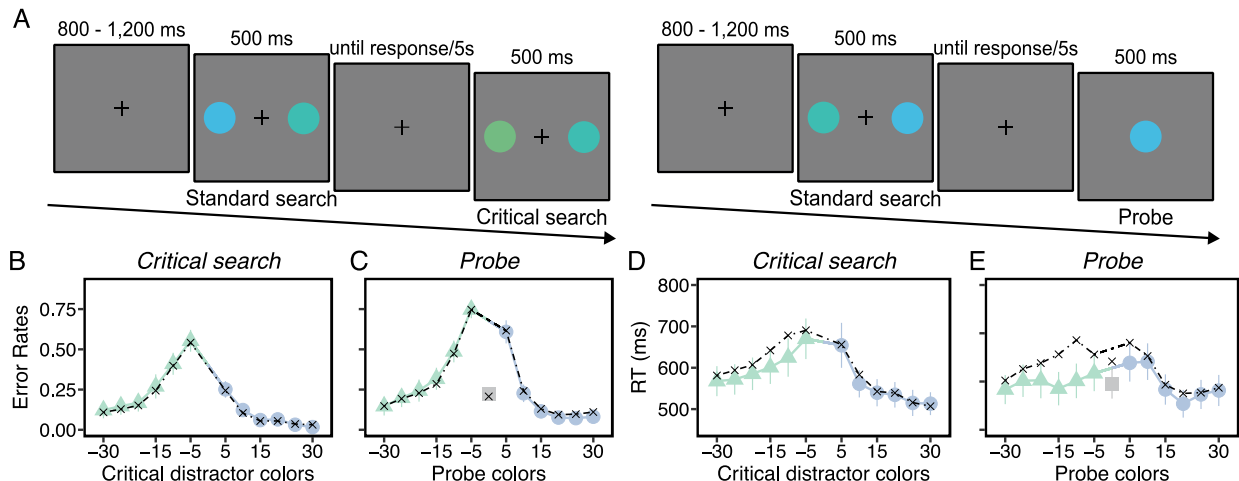 A
800 - 1,200 ms
500 ms
until response/5s
500 ms
Standard search
Critical search
800 - 1,200 ms
500 ms
until response/5s
500 ms
Standard search
Probe
B
Critical search
Error Rates
0.75
0.50
0.25
0.00
−30
−15
−5
5
15
30
Critical distractor colors
C
Probe
−30
−15
−5
5
15
30
Probe colors
D
Critical search
RT (ms)
800
700
600
500
−30
−15
−5
5
15
30
Critical distractor colors
E
Probe
−30
−15
−5
5
15
30
Probe colors